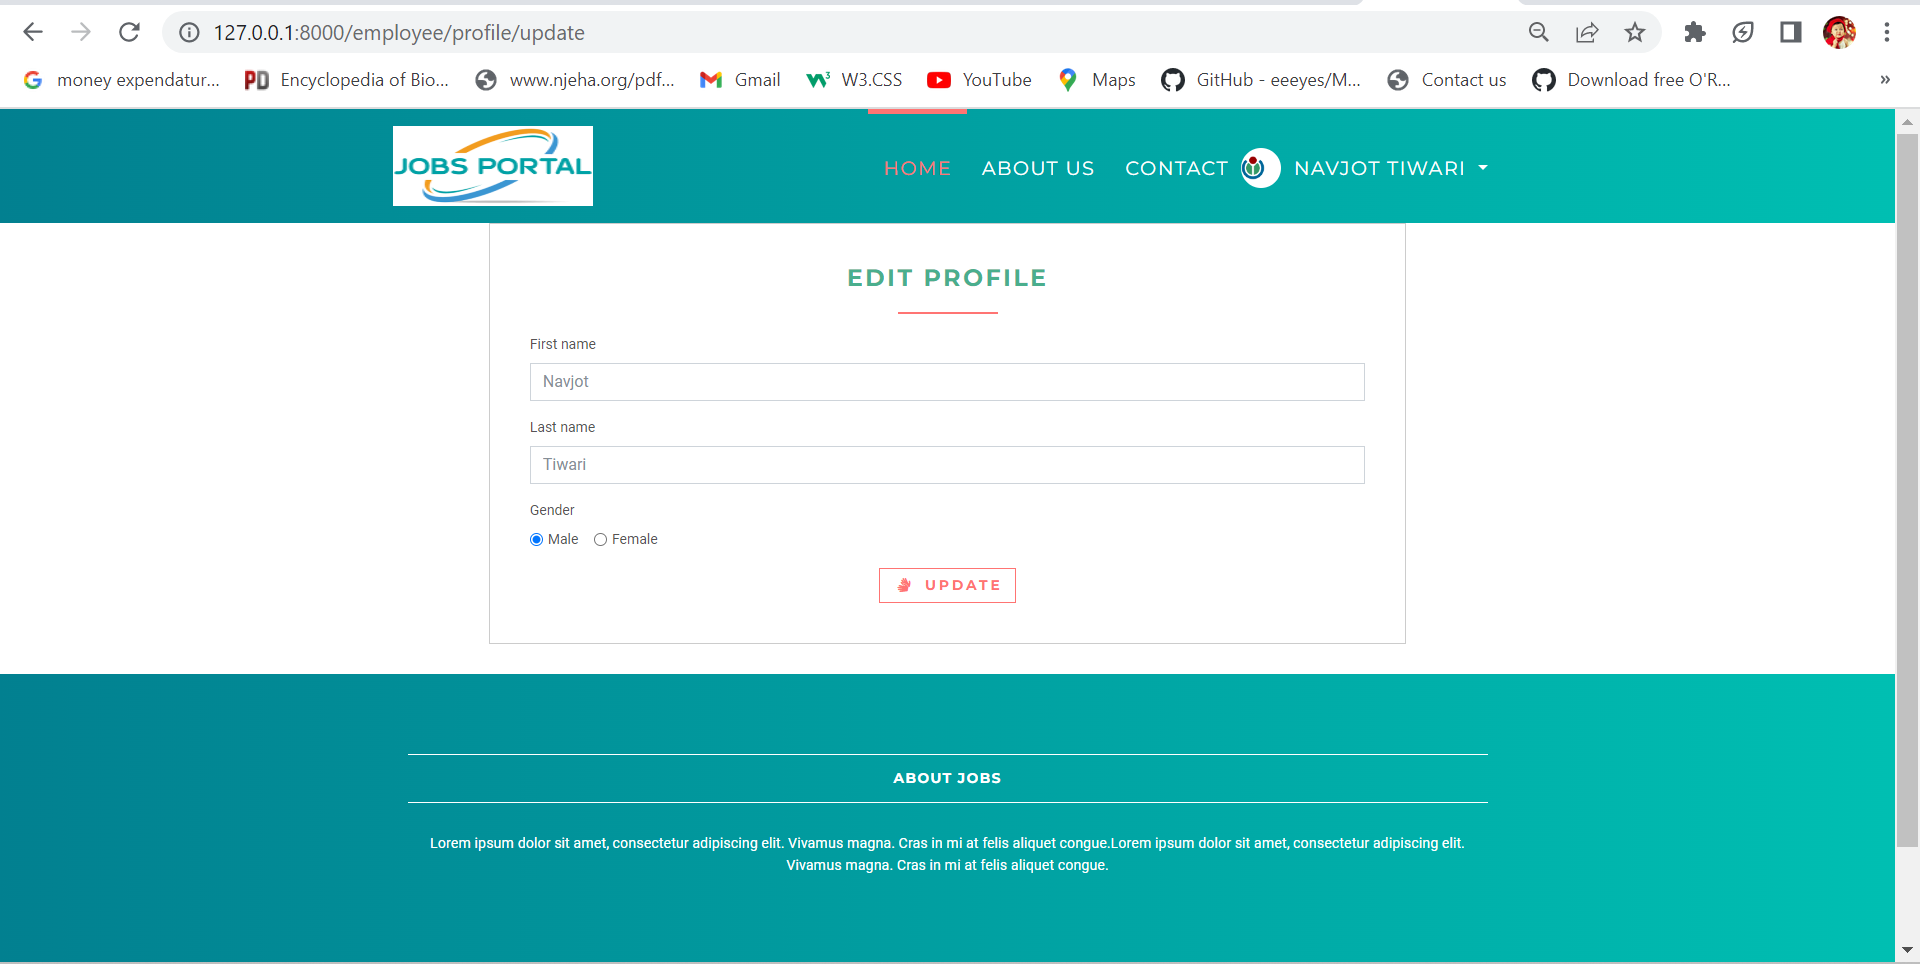 127.0.0.1:8000/employee/profile/update
money expendatur... PD Encyclopedia of Bio... www.njeha.org/pdf... Gmail W3.CSS YouTube Maps GitHub - eeeyes/M... Contact us Download free O'R... »
JOBS PORTAL
HOME ABOUT US CONTACT NAVJOT TIWARI
EDIT PROFILE
First name
Navjot
Last name
Tiwari
Gender
Male Female
UPDATE
ABOUT JOBS
Lorem ipsum dolor sit amet, consectetur adipiscing elit. Vivamus magna. Cras in mi at felis aliquet congue.Lorem ipsum dolor sit amet, consectetur adipiscing elit.
Vivamus magna. Cras in mi at felis aliquet congue.